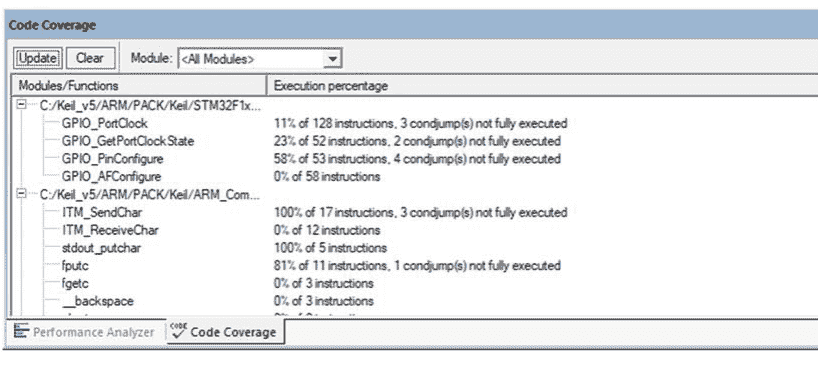 Code Coverage
Update Clear Module: <All Modules>
Modules/Functions Execution percentage
C:/Keil_v5/ARM/PACK/Keil/STM32F1x...
GPIO_PortClock 11% of 128 instructions, 3 condjump(s) not fully executed
GPIO_GetPortClockState 23% of 52 instructions, 2 condjump(s) not fully executed
GPIO_PinConfigure 58% of 53 instructions, 4 condjump(s) not fully executed
GPIO_AFConfigure 0% of 58 instructions
C:/Keil_v5/ARM/PACK/Keil/ARM_Com...
ITM_SendChar 100% of 17 instructions, 3 condjump(s) not fully executed
ITM_ReceiveChar 0% of 12 instructions
stdout_putchar 100% of 5 instructions
fputc 81% of 11 instructions, 1 condjump(s) not fully executed
fgetc 0% of 3 instructions
__backspace 0% of 3 instructions
Performance Analyzer CODE Code Coverage